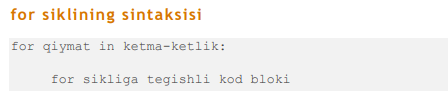 for siklining sintaksisi
for qiymat in ketma-ketlik:
for sikliga tegishli kod bloki